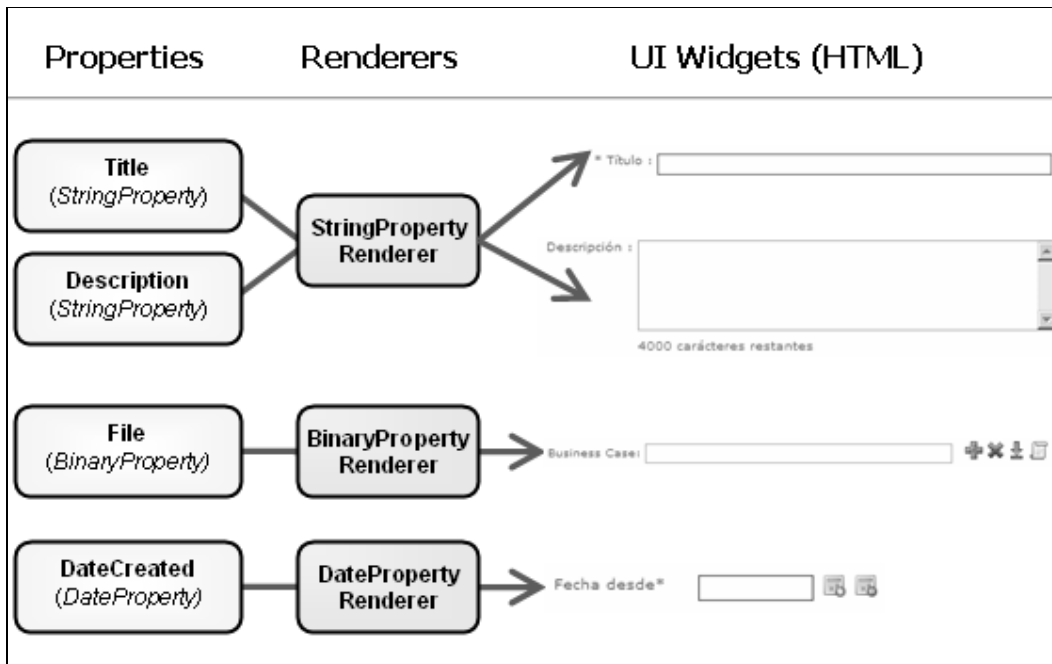 Properties Renderers UI Widgets (HTML)
Title
(StringProperty)
Description
(StringProperty)
StringProperty
Renderer
* Título :
Descripción :
4000 carácteres restantes
File
(BinaryProperty)
BinaryProperty
Renderer
Business Case:
DateCreated
(DateProperty)
DateProperty
Renderer
Fecha desde*